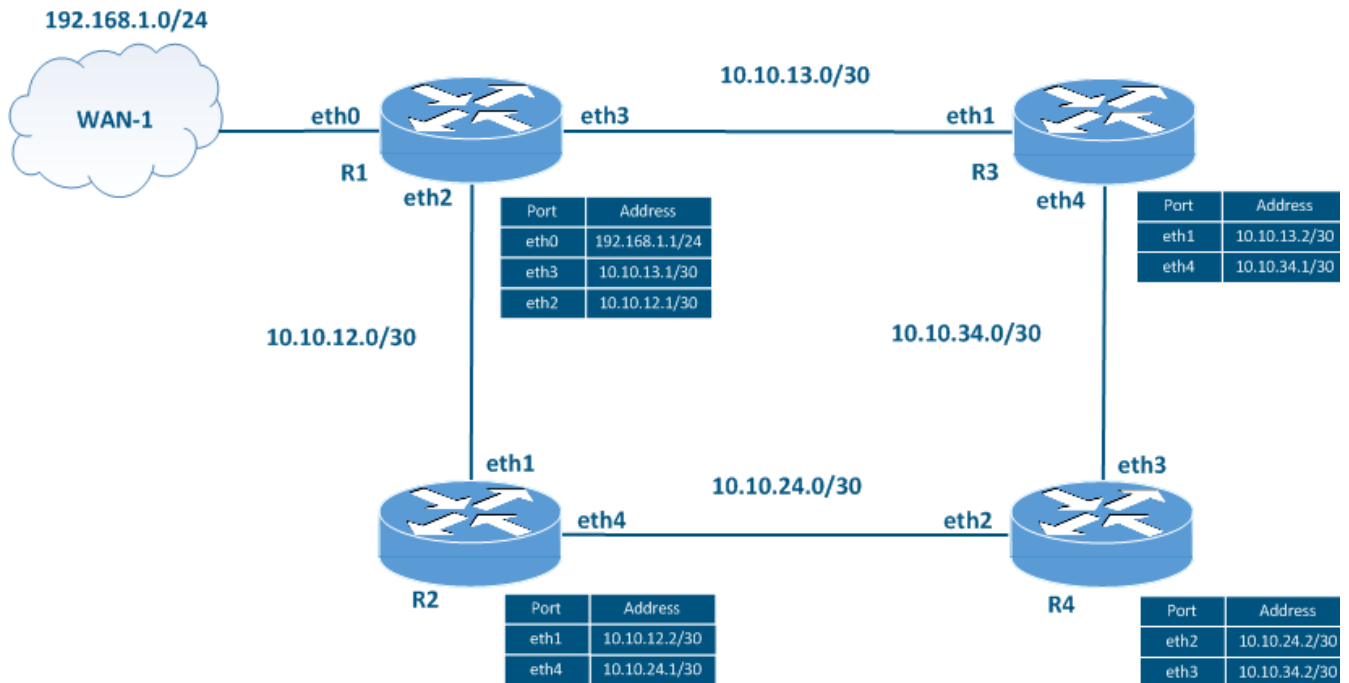 192.168.1.0/24
WAN-1
eth0
eth3
10.10.13.0/30
eth1
R1
R3
eth2
eth4
Port Address
eth0 192.168.1.1/24
eth3 10.10.13.1/30
eth2 10.10.12.1/30
Port Address
eth1 10.10.13.2/30
eth4 10.10.34.1/30
10.10.12.0/30
10.10.34.0/30
eth1
10.10.24.0/30
eth3
eth4
eth2
R2
R4
Port Address
eth1 10.10.12.2/30
eth4 10.10.24.1/30
Port Address
eth2 10.10.24.2/30
eth3 10.10.34.2/30